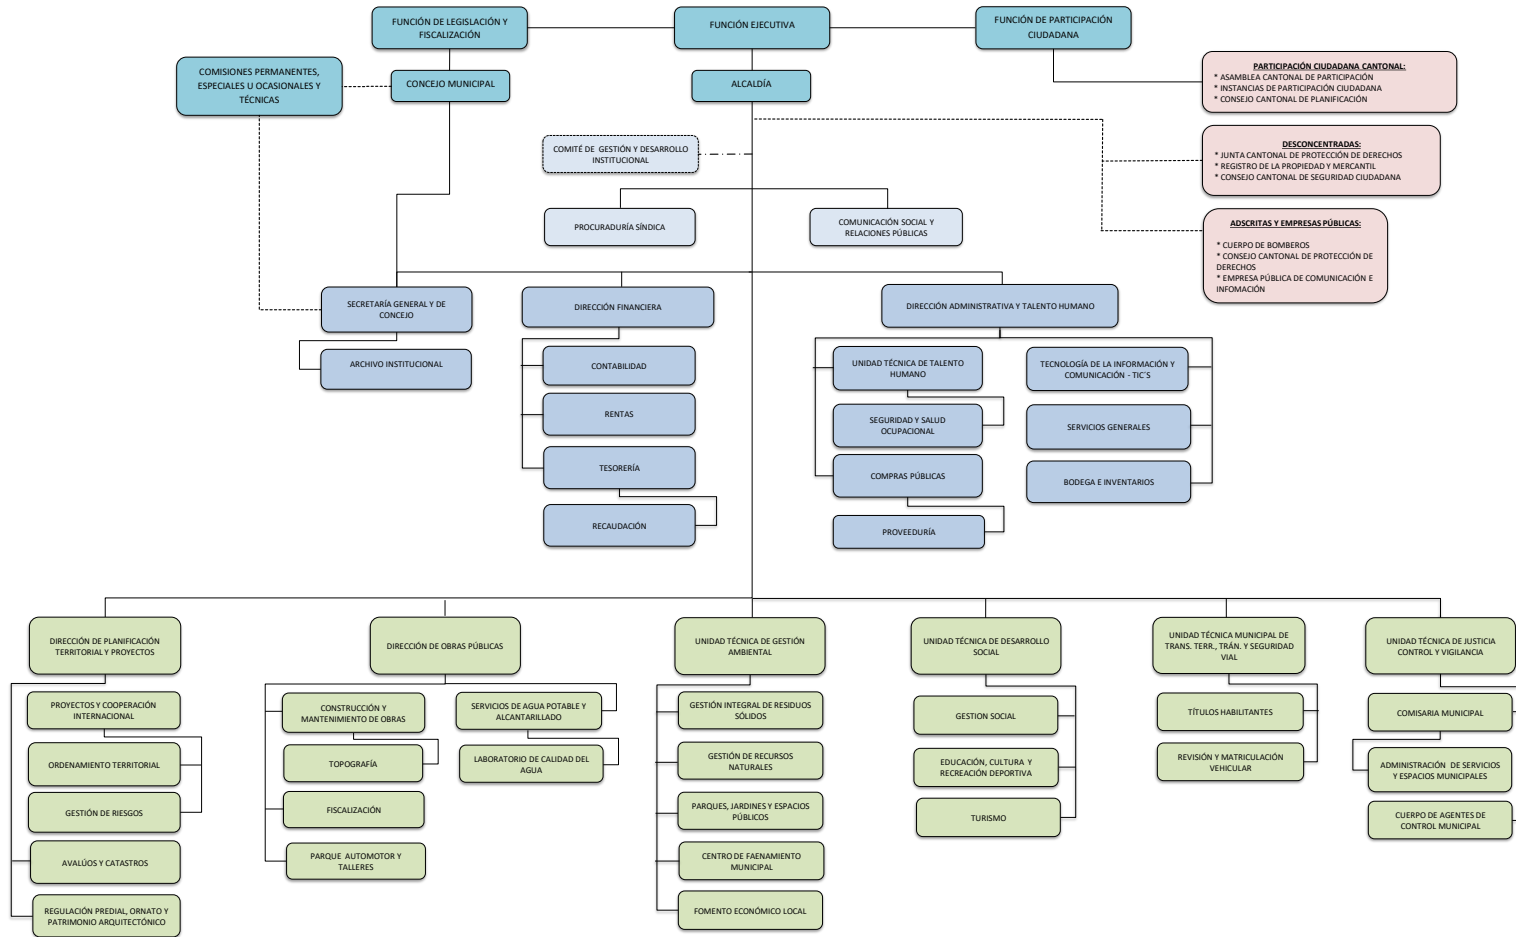 FUNCIÓN DE LEGISLACIÓN Y
FISCALIZACIÓN
FUNCIÓN EJECUTIVA
FUNCIÓN DE PARTICIPACIÓN
CIUDADANA
COMISIONES PERMANENTES,
ESPECIALES U OCASIONALES Y
TÉCNICAS
CONCEJO MUNICIPAL
ALCALDÍA
PARTICIPACIÓN CIUDADANA CANTONAL:
* ASAMBLEA CANTONAL DE PARTICIPACIÓN
* INSTANCIAS DE PARTICIPACIÓN CIUDADANA
* CONSEJO CANTONAL DE PLANIFICACIÓN
COMITÉ DE GESTIÓN Y DESARROLLO
INSTITUCIONAL
DESCONCENTRADAS:
* JUNTA CANTONAL DE PROTECCIÓN DE DERECHOS
* REGISTRO DE LA PROPIEDAD Y MERCANTIL
* CONSEJO CANTONAL DE SEGURIDAD CIUDADANA
PROCURADURÍA SÍNDICA
COMUNICACIÓN SOCIAL Y
RELACIONES PÚBLICAS
ADSCRITAS Y EMPRESAS PÚBLICAS:
* CUERPO DE BOMBEROS
* CONSEJO CANTONAL DE PROTECCIÓN DE
DERECHOS
* EMPRESA PÚBLICA DE COMUNICACIÓN E
INFOMACIÓN
SECRETARÍA GENERAL Y DE
CONCEJO
ARCHIVO INSTITUCIONAL
DIRECCIÓN FINANCIERA
CONTABILIDAD
RENTAS
TESORERÍA
RECAUDACIÓN
DIRECCIÓN ADMINISTRATIVA Y TALENTO HUMANO
UNIDAD TÉCNICA DE TALENTO
HUMANO
SEGURIDAD Y SALUD
OCUPACIONAL
COMPRAS PÚBLICAS
PROVEEDURÍA
TECNOLOGÍA DE LA INFORMACIÓN Y
COMUNICACIÓN - TIC´S
SERVICIOS GENERALES
BODEGA E INVENTARIOS
DIRECCIÓN DE PLANIFICACIÓN
TERRITORIAL Y PROYECTOS
PROYECTOS Y COOPERACIÓN
INTERNACIONAL
ORDENAMIENTO TERRITORIAL
GESTIÓN DE RIESGOS
AVALÚOS Y CATASTROS
REGULACIÓN PREDIAL, ORNATO Y
PATRIMONIO ARQUITECTÓNICO
DIRECCIÓN DE OBRAS PÚBLICAS
CONSTRUCCIÓN Y
MANTENIMIENTO DE OBRAS
TOPOGRAFÍA
FISCALIZACIÓN
PARQUE AUTOMOTOR Y
TALLERES
SERVICIOS DE AGUA POTABLE Y
ALCANTARILLADO
LABORATORIO DE CALIDAD DEL
AGUA
UNIDAD TÉCNICA DE GESTIÓN
AMBIENTAL
GESTIÓN INTEGRAL DE RESIDUOS
SÓLIDOS
GESTIÓN DE RECURSOS
NATURALES
PARQUES, JARDINES Y ESPACIOS
PÚBLICOS
CENTRO DE FAENAMIENTO
MUNICIPAL
FOMENTO ECONÓMICO LOCAL
UNIDAD TÉCNICA DE DESARROLLO
SOCIAL
GESTION SOCIAL
EDUCACIÓN, CULTURA Y
RECREACIÓN DEPORTIVA
TURISMO
UNIDAD TÉCNICA MUNICIPAL DE
TRANS. TERR., TRÁN. Y SEGURIDAD
VIAL
TÍTULOS HABILITANTES
REVISIÓN Y MATRICULACIÓN
VEHICULAR
UNIDAD TÉCNICA DE JUSTICIA
CONTROL Y VIGILANCIA
COMISARIA MUNICIPAL
ADMINISTRACIÓN DE SERVICIOS
Y ESPACIOS MUNICIPALES
CUERPO DE AGENTES DE
CONTROL MUNICIPAL